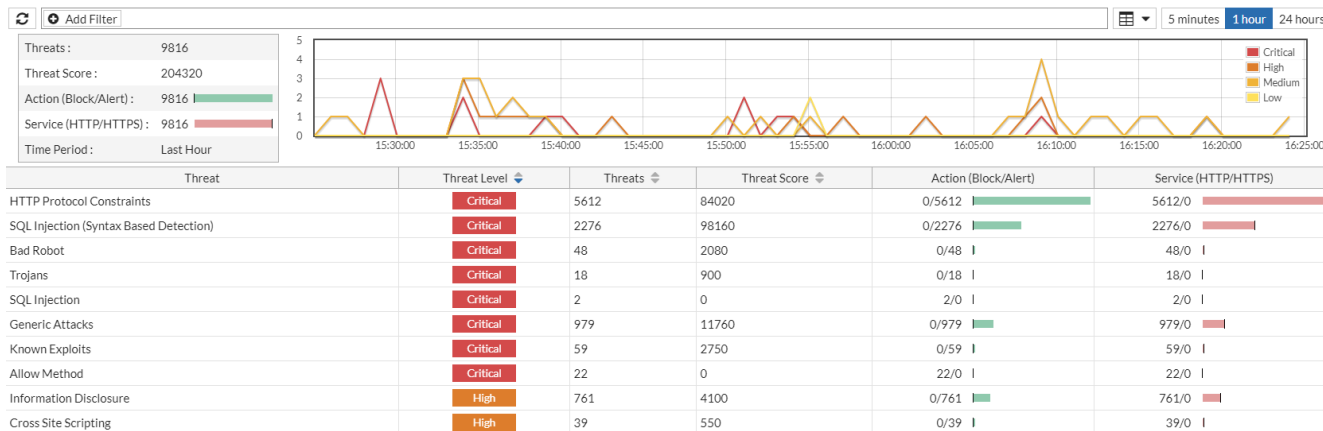 Add Filter 5 minutes 1 hour 24 hours
Threats : 9816
Threat Score : 204320
Action (Block/Alert) : 9816
Service (HTTP/HTTPS) : 9816
Time Period : Last Hour
5
4
3
2
1
0
Critical
High
Medium
Low
15:30:00 15:35:00 15:40:00 15:45:00 15:50:00 15:55:00 16:00:00 16:05:00 16:10:00 16:15:00 16:20:00 16:25:00
Threat Threat Level Threats Threat Score Action (Block/Alert) Service (HTTP/HTTPS)
HTTP Protocol Constraints Critical 5612 84020 0/5612 5612/0
SQL Injection (Syntax Based Detection) Critical 2276 98160 0/2276 2276/0
Bad Robot Critical 48 2080 0/48 48/0
Trojans Critical 18 900 0/18 18/0
SQL Injection Critical 2 0 2/0 2/0
Generic Attacks Critical 979 11760 0/979 979/0
Known Exploits Critical 59 2750 0/59 59/0
Allow Method Critical 22 0 22/0 22/0
Information Disclosure High 761 4100 0/761 761/0
Cross Site Scripting High 39 550 0/39 39/0